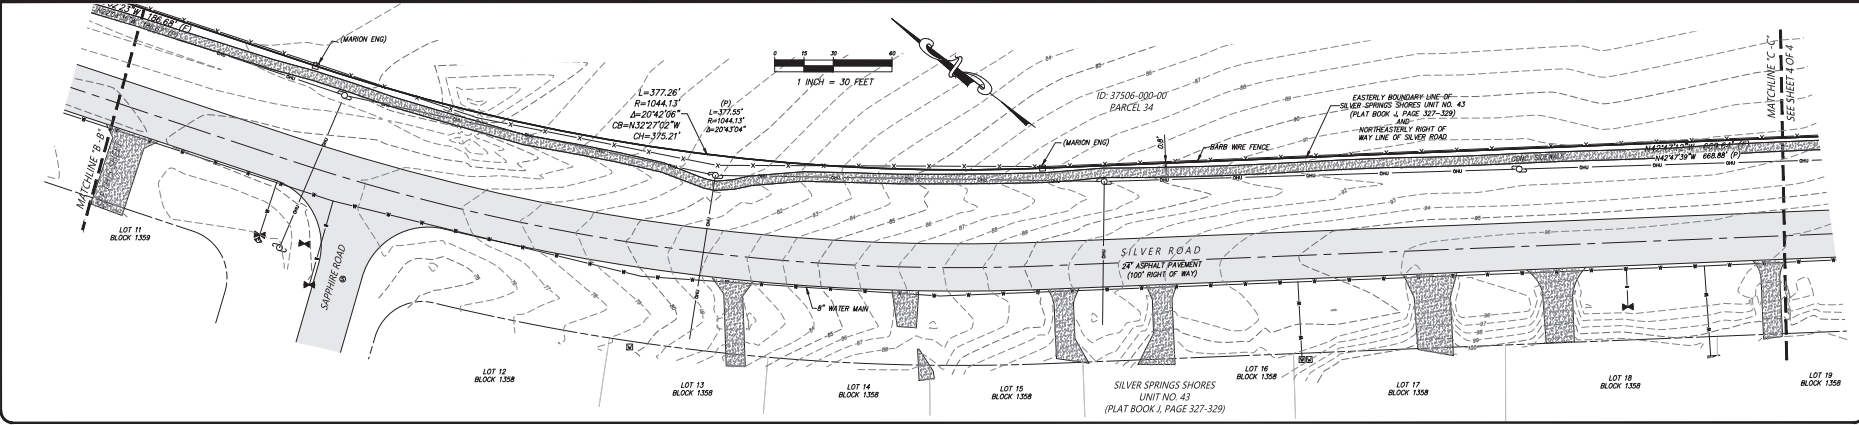 186.68' (P)
(MARION ENG)
MATCHLINE "B-B"
LOT 11
BLOCK 1359
SAPPHIRE ROAD
0 15 30 60
1 INCH = 30 FEET
L=377.26'
R=1044.13'
Δ=20°42'06"
CB=N32°27'02"W
CH=375.21'
(P)
L=377.55'
R=1044.13'
Δ=20°43'04"
ID: 37506-000-00
PARCEL 34
(MARION ENG)
0.8'
BARB WIRE FENCE
EASTERLY BOUNDARY LINE OF
SILVER SPRINGS SHORES UNIT NO. 43
(PLAT BOOK J, PAGE 327-329)
AND
NORTHEASTERLY RIGHT OF
WAY LINE OF SILVER ROAD
CONC. SIDEWALK
N42°47'39"W 668.88' (P)
MATCHLINE "C-C"
SEE SHEET 4 OF 4
OHU
SILVER ROAD
24' ASPHALT PAVEMENT
(100' RIGHT OF WAY)
8" WATER MAIN
LOT 12
BLOCK 1358
LOT 13
BLOCK 1358
LOT 14
BLOCK 1358
LOT 15
BLOCK 1358
SILVER SPRINGS SHORES
UNIT NO. 43
(PLAT BOOK J, PAGE 327-329)
LOT 16
BLOCK 1358
LOT 17
BLOCK 1358
LOT 18
BLOCK 1358
LOT 19
BLOCK 1358